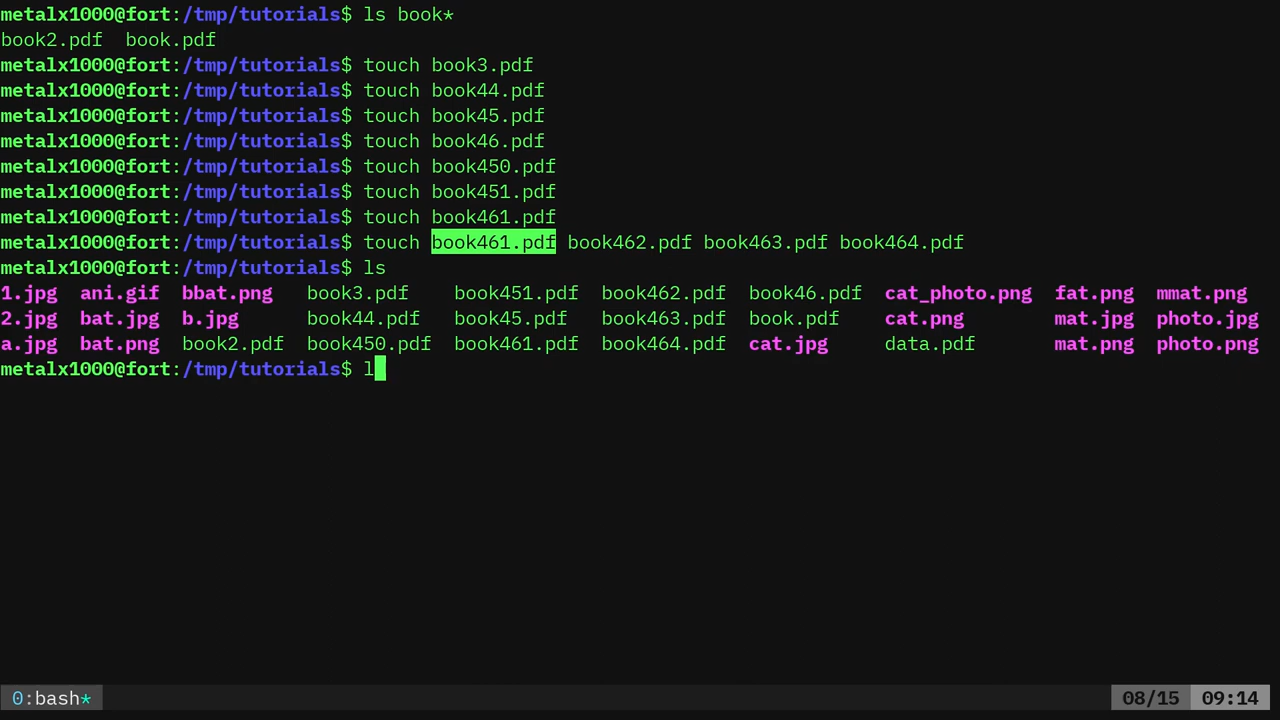 metalx1000@fort:/tmp/tutorials$ ls book*
book2.pdf  book.pdf
metalx1000@fort:/tmp/tutorials$ touch book3.pdf
metalx1000@fort:/tmp/tutorials$ touch book44.pdf
metalx1000@fort:/tmp/tutorials$ touch book45.pdf
metalx1000@fort:/tmp/tutorials$ touch book46.pdf
metalx1000@fort:/tmp/tutorials$ touch book450.pdf
metalx1000@fort:/tmp/tutorials$ touch book451.pdf
metalx1000@fort:/tmp/tutorials$ touch book461.pdf
metalx1000@fort:/tmp/tutorials$ touch book461.pdf book462.pdf book463.pdf book464.pdf
metalx1000@fort:/tmp/tutorials$ ls
1.jpg  ani.gif  bbat.png   book3.pdf    book451.pdf  book462.pdf  book46.pdf  cat_photo.png  fat.png  mmat.png
2.jpg  bat.jpg  b.jpg      book44.pdf   book45.pdf   book463.pdf  book.pdf    cat.png        mat.jpg  photo.jpg
a.jpg  bat.png  book2.pdf  book450.pdf  book461.pdf  book464.pdf  cat.jpg     data.pdf       mat.png  photo.png
metalx1000@fort:/tmp/tutorials$ l
0:bash* 08/15 09:14